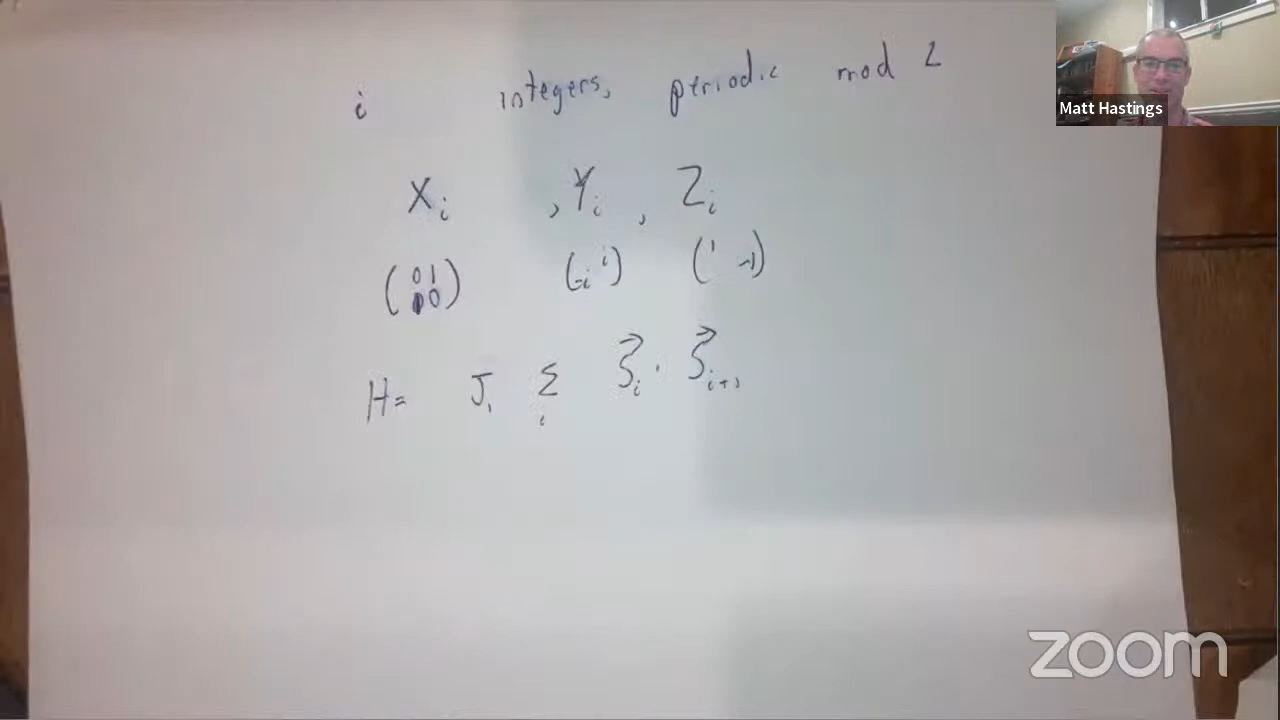 i integers, periodic mod L
Matt Hastings
X_i , Y_i , Z_i
(0 1 (-i i) (1 -1)
1 0)
H = J_1 Σ_i S⃗_i · S⃗_{i+1}
zoom